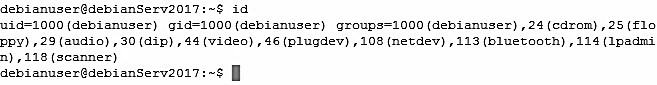 debianuser@debianServ2017:~$ id
uid=1000(debianuser) gid=1000(debianuser) groups=1000(debianuser),24(cdrom),25(flo
ppy),29(audio),30(dip),44(video),46(plugdev),108(netdev),113(bluetooth),114(lpadmi
n),118(scanner)
debianuser@debianServ2017:~$